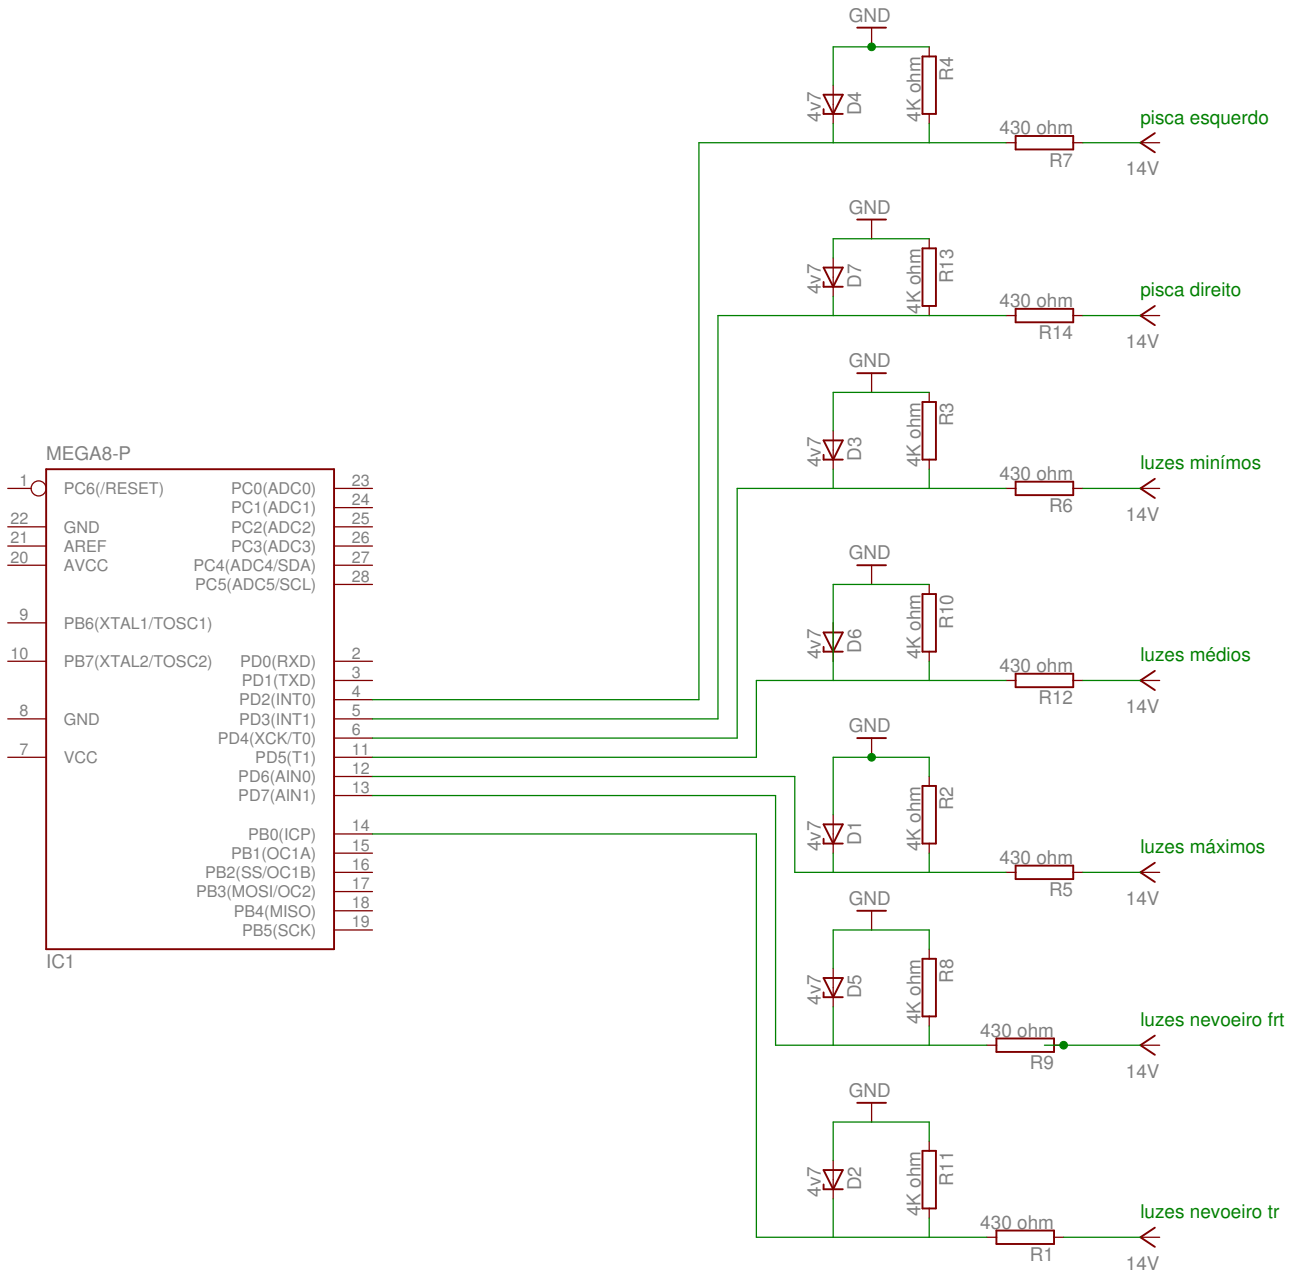 GND
4v7
D4
4K ohm
R4
430 ohm
R7
pisca esquerdo
14V
GND
4v7
D7
4K ohm
R13
430 ohm
R14
pisca direito
14V
GND
4v7
D3
4K ohm
R3
430 ohm
R6
luzes minímos
14V
GND
4v7
D6
4K ohm
R10
430 ohm
R12
luzes médios
14V
GND
4v7
D1
4K ohm
R2
430 ohm
R5
luzes máximos
14V
GND
4v7
D5
4K ohm
R8
430 ohm
R9
luzes nevoeiro frt
14V
GND
4v7
D2
4K ohm
R11
430 ohm
R1
luzes nevoeiro tr
14V
MEGA8-P
1 PC6(/RESET)
22 GND
21 AREF
20 AVCC
9 PB6(XTAL1/TOSC1)
10 PB7(XTAL2/TOSC2)
8 GND
7 VCC
PC0(ADC0) 23
PC1(ADC1) 24
PC2(ADC2) 25
PC3(ADC3) 26
PC4(ADC4/SDA) 27
PC5(ADC5/SCL) 28
PD0(RXD) 2
PD1(TXD) 3
PD2(INT0) 4
PD3(INT1) 5
PD4(XCK/T0) 6
PD5(T1) 11
PD6(AIN0) 12
PD7(AIN1) 13
PB0(ICP) 14
PB1(OC1A) 15
PB2(SS/OC1B) 16
PB3(MOSI/OC2) 17
PB4(MISO) 18
PB5(SCK) 19
IC1